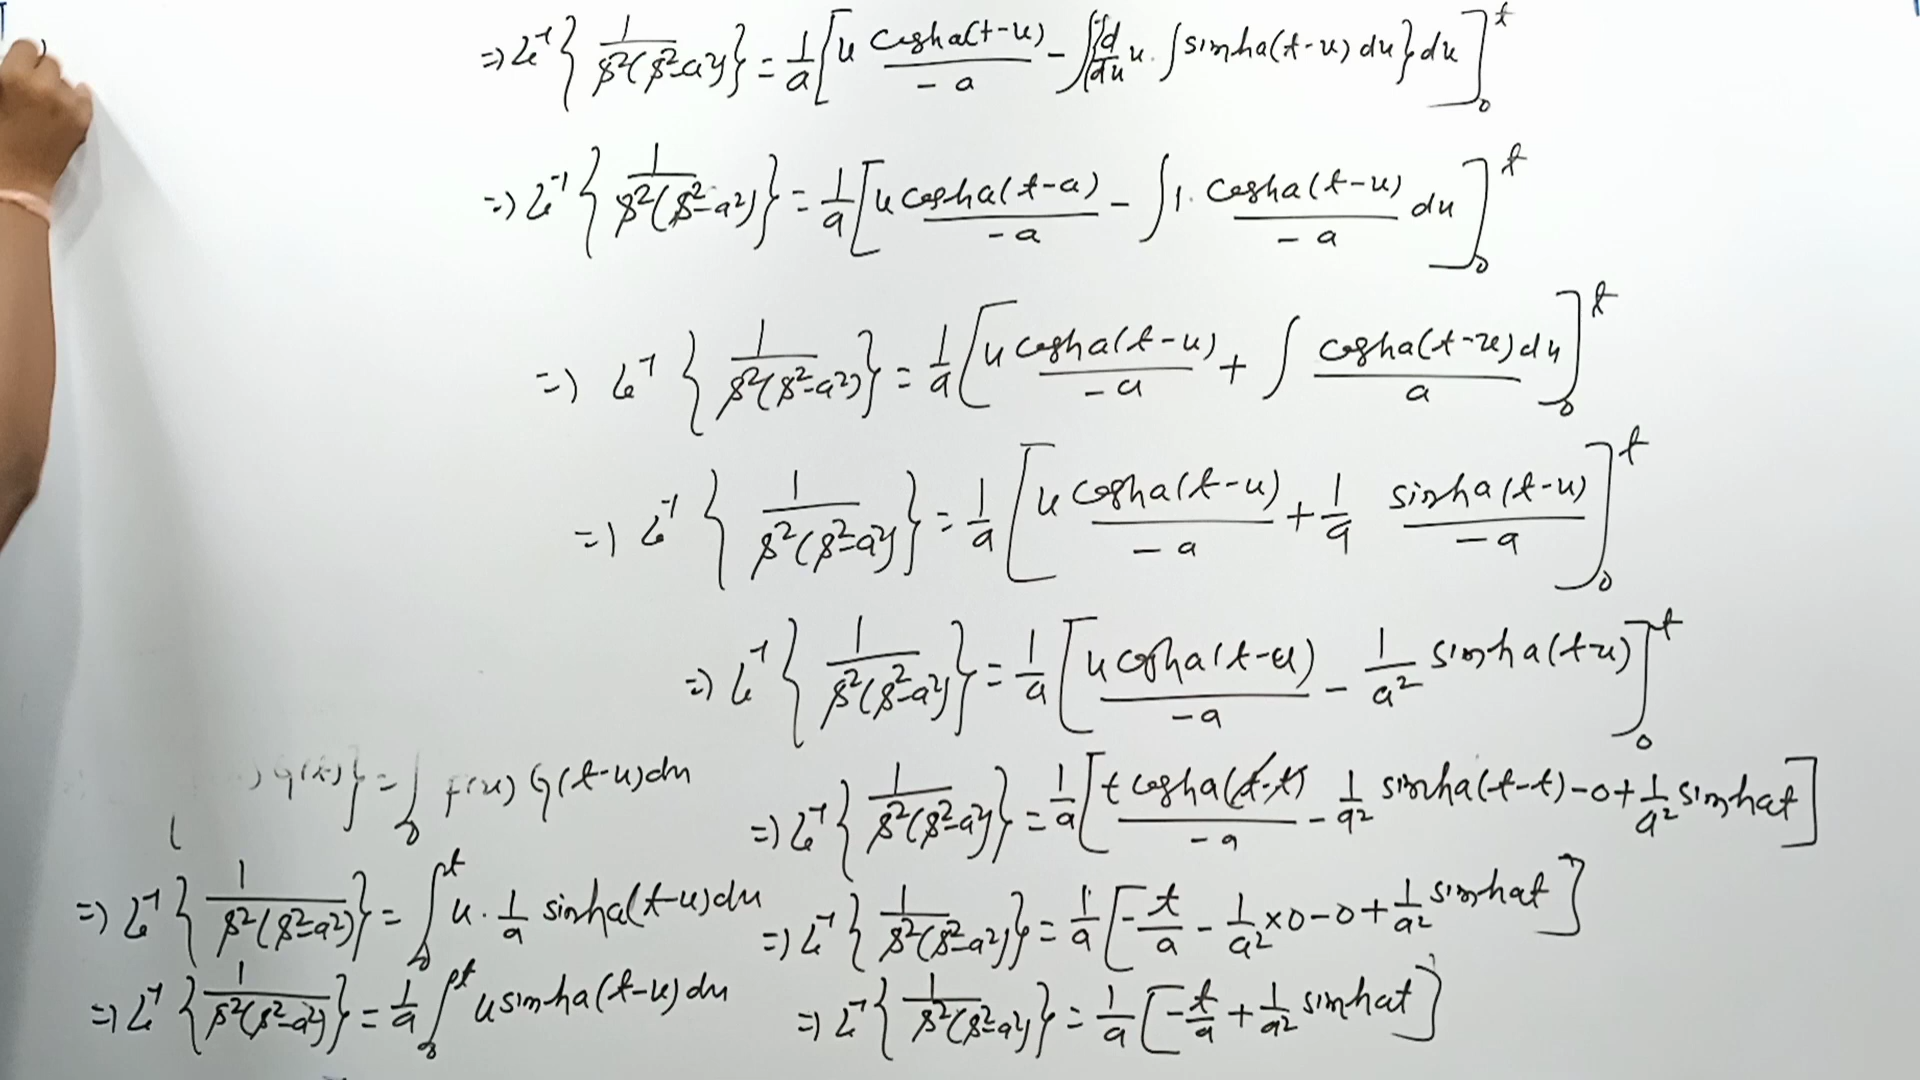 => L⁻¹ { 1/(s²(s²-a²)) } = 1/a [ u cosha(t-u)/-a - ∫{ d/du u. ∫ sinha(t-u) du } du ]₀ᵗ
=> L⁻¹ { 1/(s²(s²-a²)) } = 1/a [ u cosha(t-a)/-a - ∫ 1. cosha(t-u)/-a du ]₀ᵗ
=> L⁻¹ { 1/(s²(s²-a²)) } = 1/a [ u cosha(t-u)/-a + ∫ cosha(t-u)du/a ]₀ᵗ
=> L⁻¹ { 1/(s²(s²-a²)) } = 1/a [ u cosha(t-u)/-a + 1/a sinha(t-u)/-a ]₀ᵗ
=> L⁻¹ { 1/(s²(s²-a²)) } = 1/a [ u cosha(t-u)/-a - 1/a² sinha(t-u) ]₀ᵗ
) G(t)} = ∫₀ F(u) G(t-u)du
=> L⁻¹ { 1/(s²(s²-a²)) } = ∫₀ᵗ u. 1/a sinha(t-u)du
=> L⁻¹ { 1/(s²(s²-a²)) } = 1/a ∫₀ᵗ u sinha(t-u)du
=> L⁻¹ { 1/(s²(s²-a²)) } = 1/a [ t cosha(t-t)/-a - 1/a² sinha(t-t) - 0 + 1/a² sinhat ]
=> L⁻¹ { 1/(s²(s²-a²)) } = 1/a [ -t/a - 1/a² × 0 - 0 + 1/a² sinhat ]
=> L⁻¹ { 1/(s²(s²-a²)) } = 1/a [ -t/a + 1/a² sinhat ]